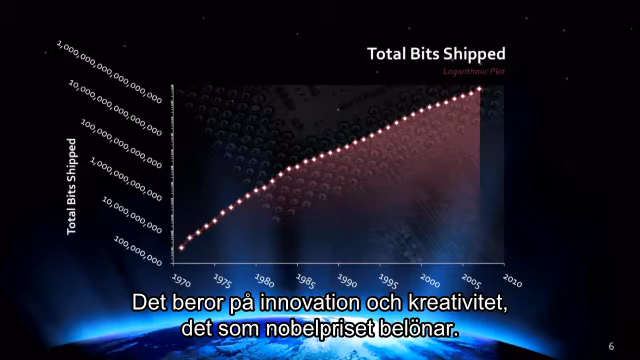 Total Bits Shipped
Logarithmic Plot
1,000,000,000,000,000,000
10,000,000,000,000,000
100,000,000,000,000
1,000,000,000,000
10,000,000,000
100,000,000
Total Bits Shipped
1970 1975 1980 1985 1990 1995 2000 2005 2010
Det beror på innovation och kreativitet,
det som nobelpriset belönar.
6